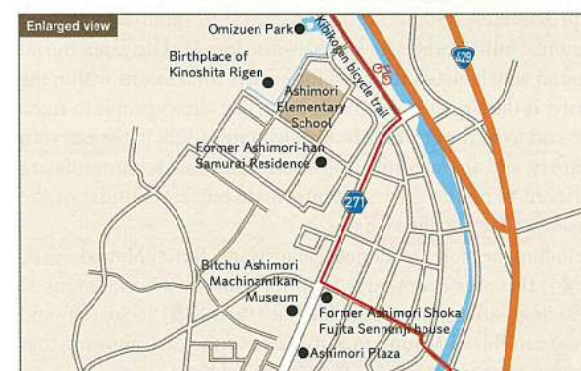 Enlarged view
Omizuen Park
Kibikogen bicycle trail
429
Birthplace of
Kinoshita Rigen
Ashimori
Elementary
School
Former Ashimori-han
Samurai Residence
271
Bitchu Ashimori
Machinamikan
Museum
Former Ashimori Shoka
Fujita Sennenji house
Ashimori Plaza